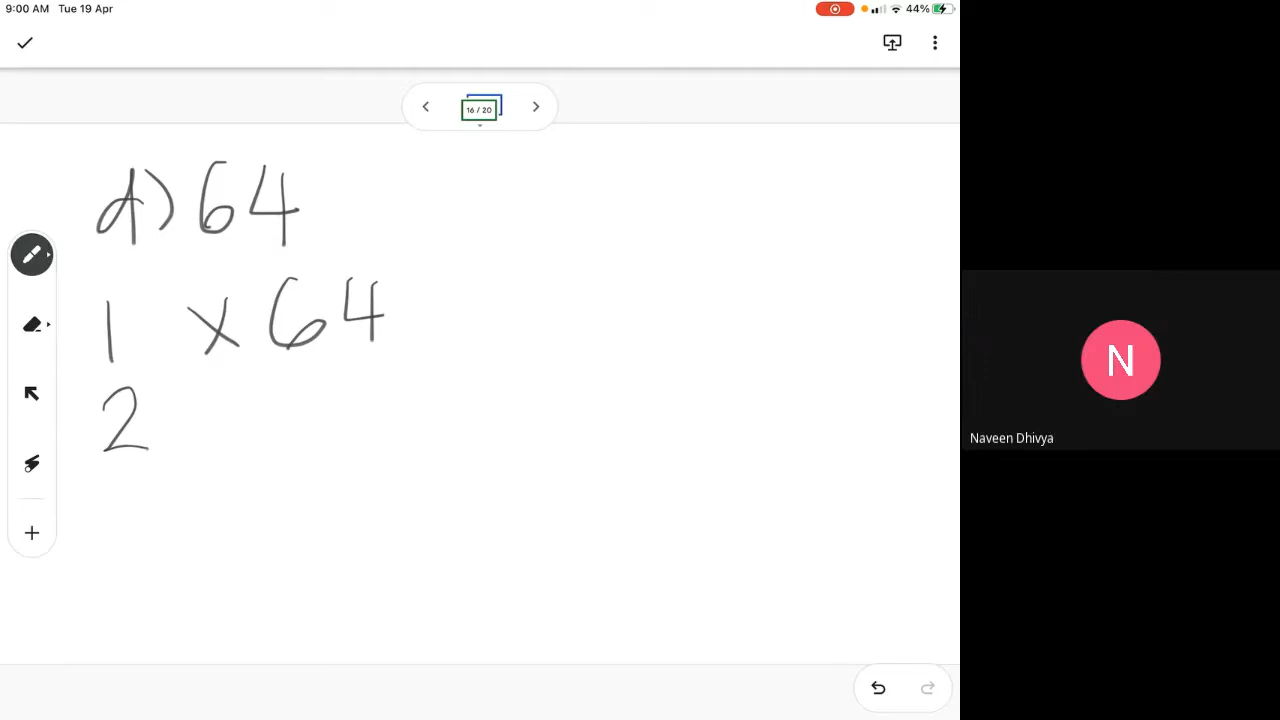 9:00 AM Tue 19 Apr
44%
16 / 20
d) 64
1 x 64
2
N
Naveen Dhivya